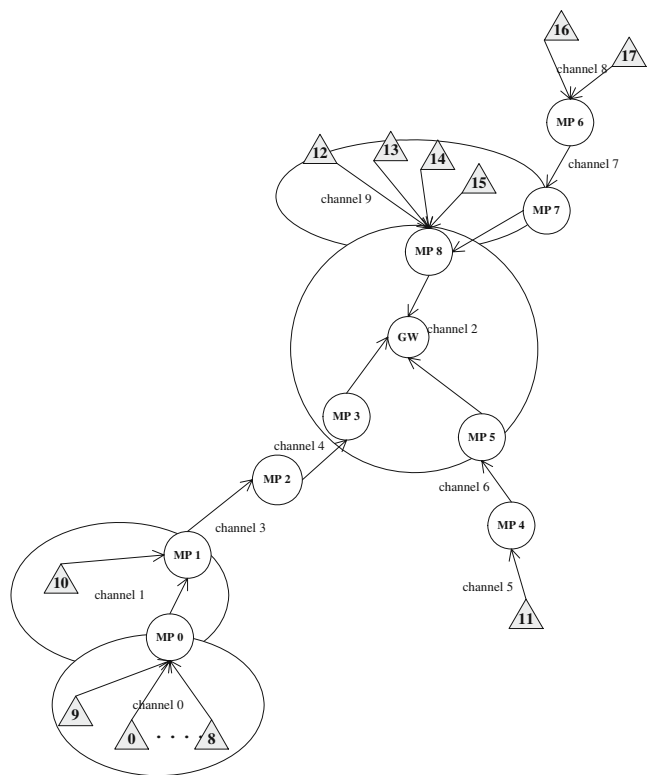 16
17
channel 8
MP 6
channel 7
12
13
14
15
channel 9
MP 7
MP 8
GW
channel 2
MP 3
MP 5
channel 4
MP 2
channel 6
channel 3
MP 4
MP 1
10
channel 1
channel 5
11
MP 0
9
channel 0
0
. . . .
8